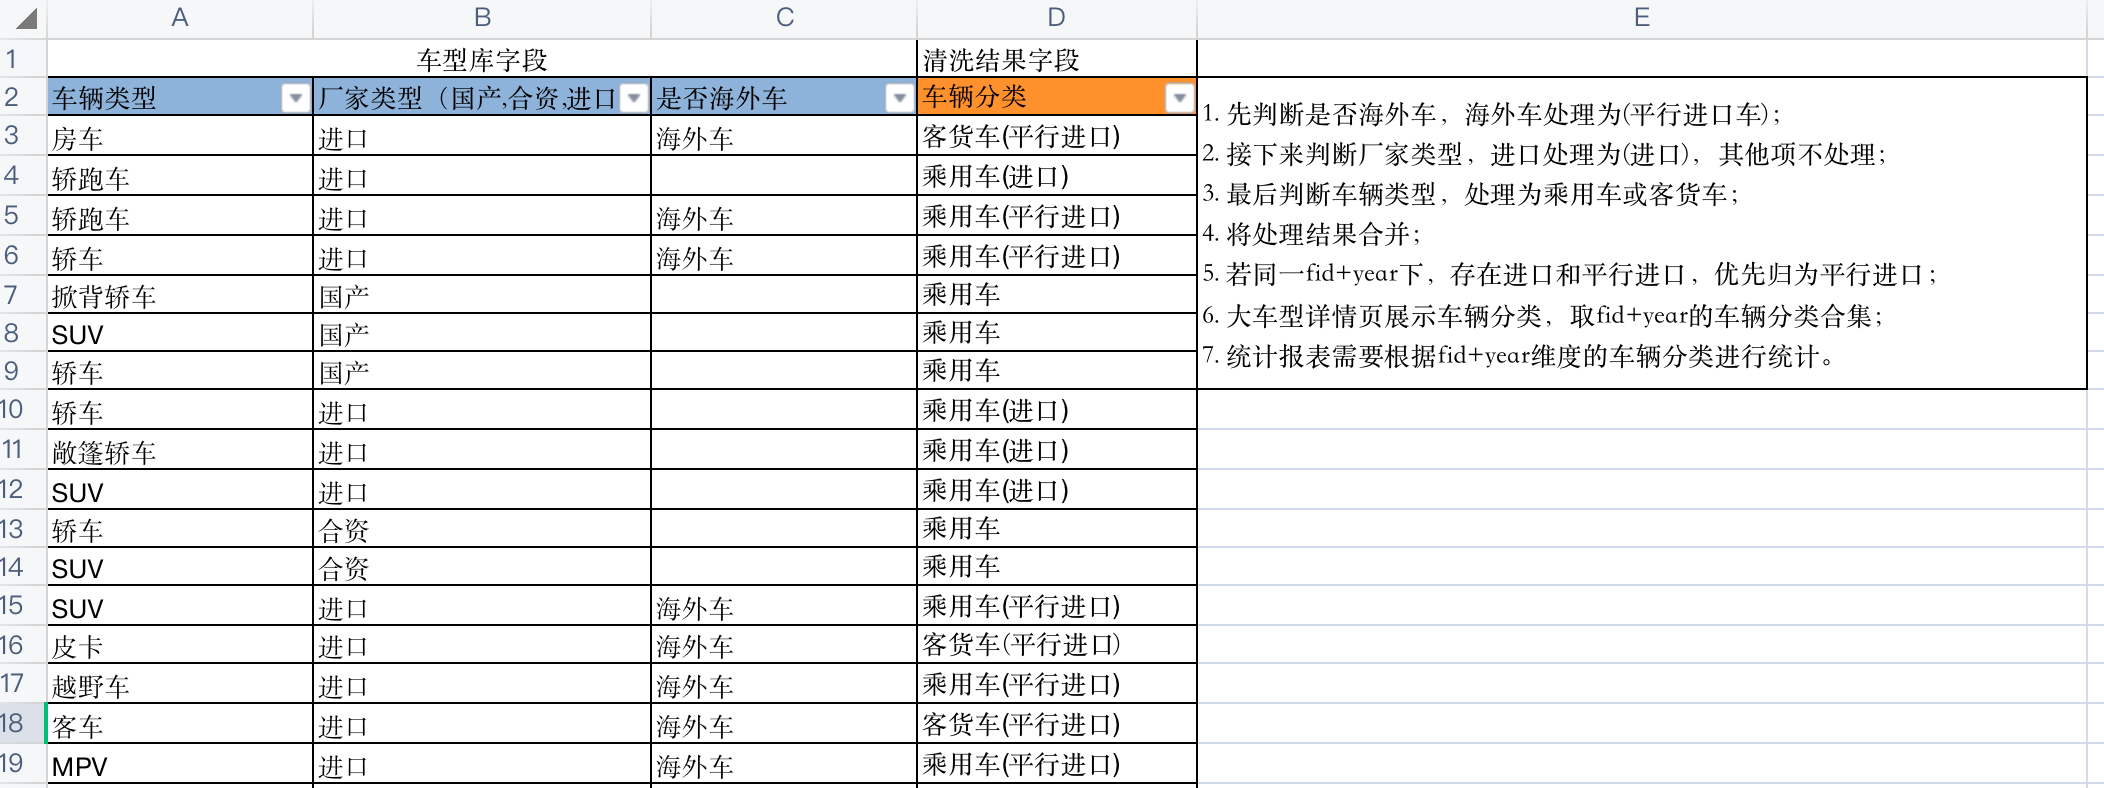 A B C D E
1 车型库字段 清洗结果字段
2 车辆类型 厂家类型（国产,合资,进口 是否海外车 车辆分类
3 房车 进口 海外车 客货车(平行进口)
4 轿跑车 进口 乘用车(进口)
5 轿跑车 进口 海外车 乘用车(平行进口)
6 轿车 进口 海外车 乘用车(平行进口)
7 掀背轿车 国产 乘用车
8 SUV 国产 乘用车
9 轿车 国产 乘用车
10 轿车 进口 乘用车(进口)
11 敞篷轿车 进口 乘用车(进口)
12 SUV 进口 乘用车(进口)
13 轿车 合资 乘用车
14 SUV 合资 乘用车
15 SUV 进口 海外车 乘用车(平行进口)
16 皮卡 进口 海外车 客货车(平行进口)
17 越野车 进口 海外车 乘用车(平行进口)
18 客车 进口 海外车 客货车(平行进口)
19 MPV 进口 海外车 乘用车(平行进口)
1. 先判断是否海外车，海外车处理为(平行进口车)；
2. 接下来判断厂家类型，进口处理为(进口)，其他项不处理；
3. 最后判断车辆类型，处理为乘用车或客货车；
4. 将处理结果合并；
5. 若同一fid+year下，存在进口和平行进口，优先归为平行进口；
6. 大车型详情页展示车辆分类，取fid+year的车辆分类合集；
7. 统计报表需要根据fid+year维度的车辆分类进行统计。